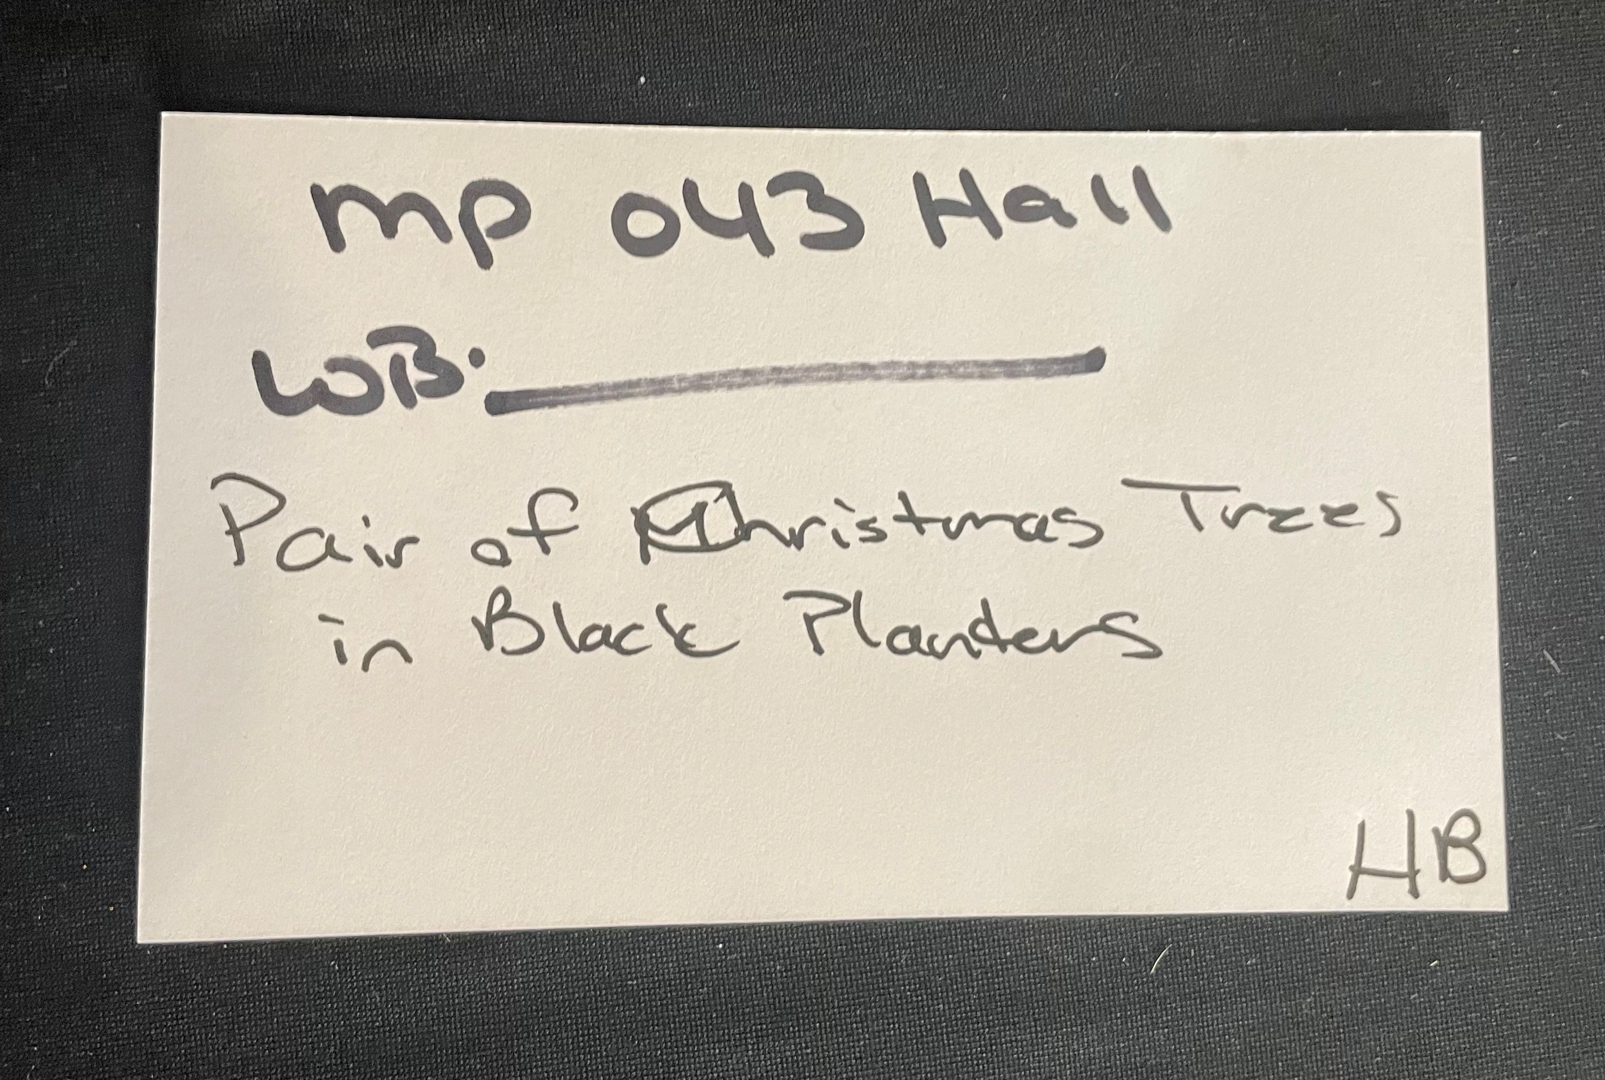 mp 043 Hall
WB: 
Pair of Christmas Trees
in Black Planters
HB